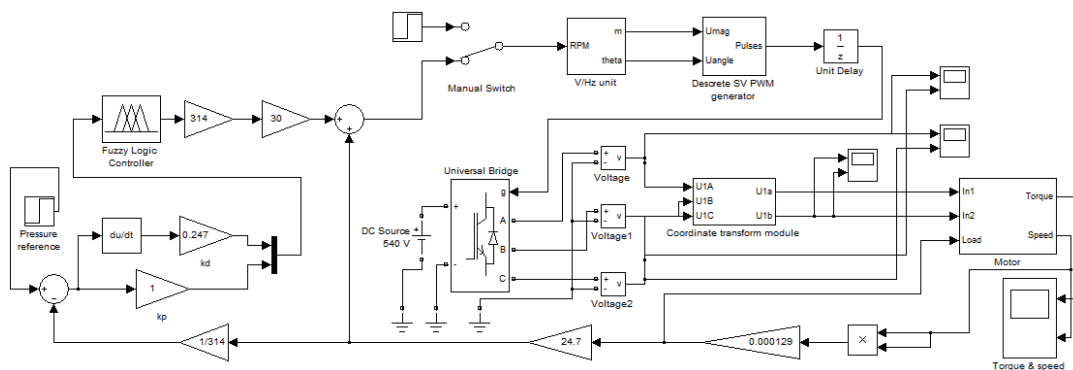 m
Umag
RPM
Pulses
1
z
theta
Uangle
V/Hz unit
Unit Delay
Manual Switch
Descrete SV PWM
generator
314
30
+
+
Fuzzy Logic
Controller
Universal Bridge
g
+
-
v
Voltage
U1A
U1B
U1C
U1a
U1b
Coordinate transform module
In1
In2
Load
Torque
Speed
Motor
+
-
A
B
C
DC Source
540 V
+
+
-
v
Voltage1
+
-
v
Voltage2
Pressure
reference
du/dt
0.247
kd
1
kp
+
−
1/314
24.7
0.000129
×
Torque & speed